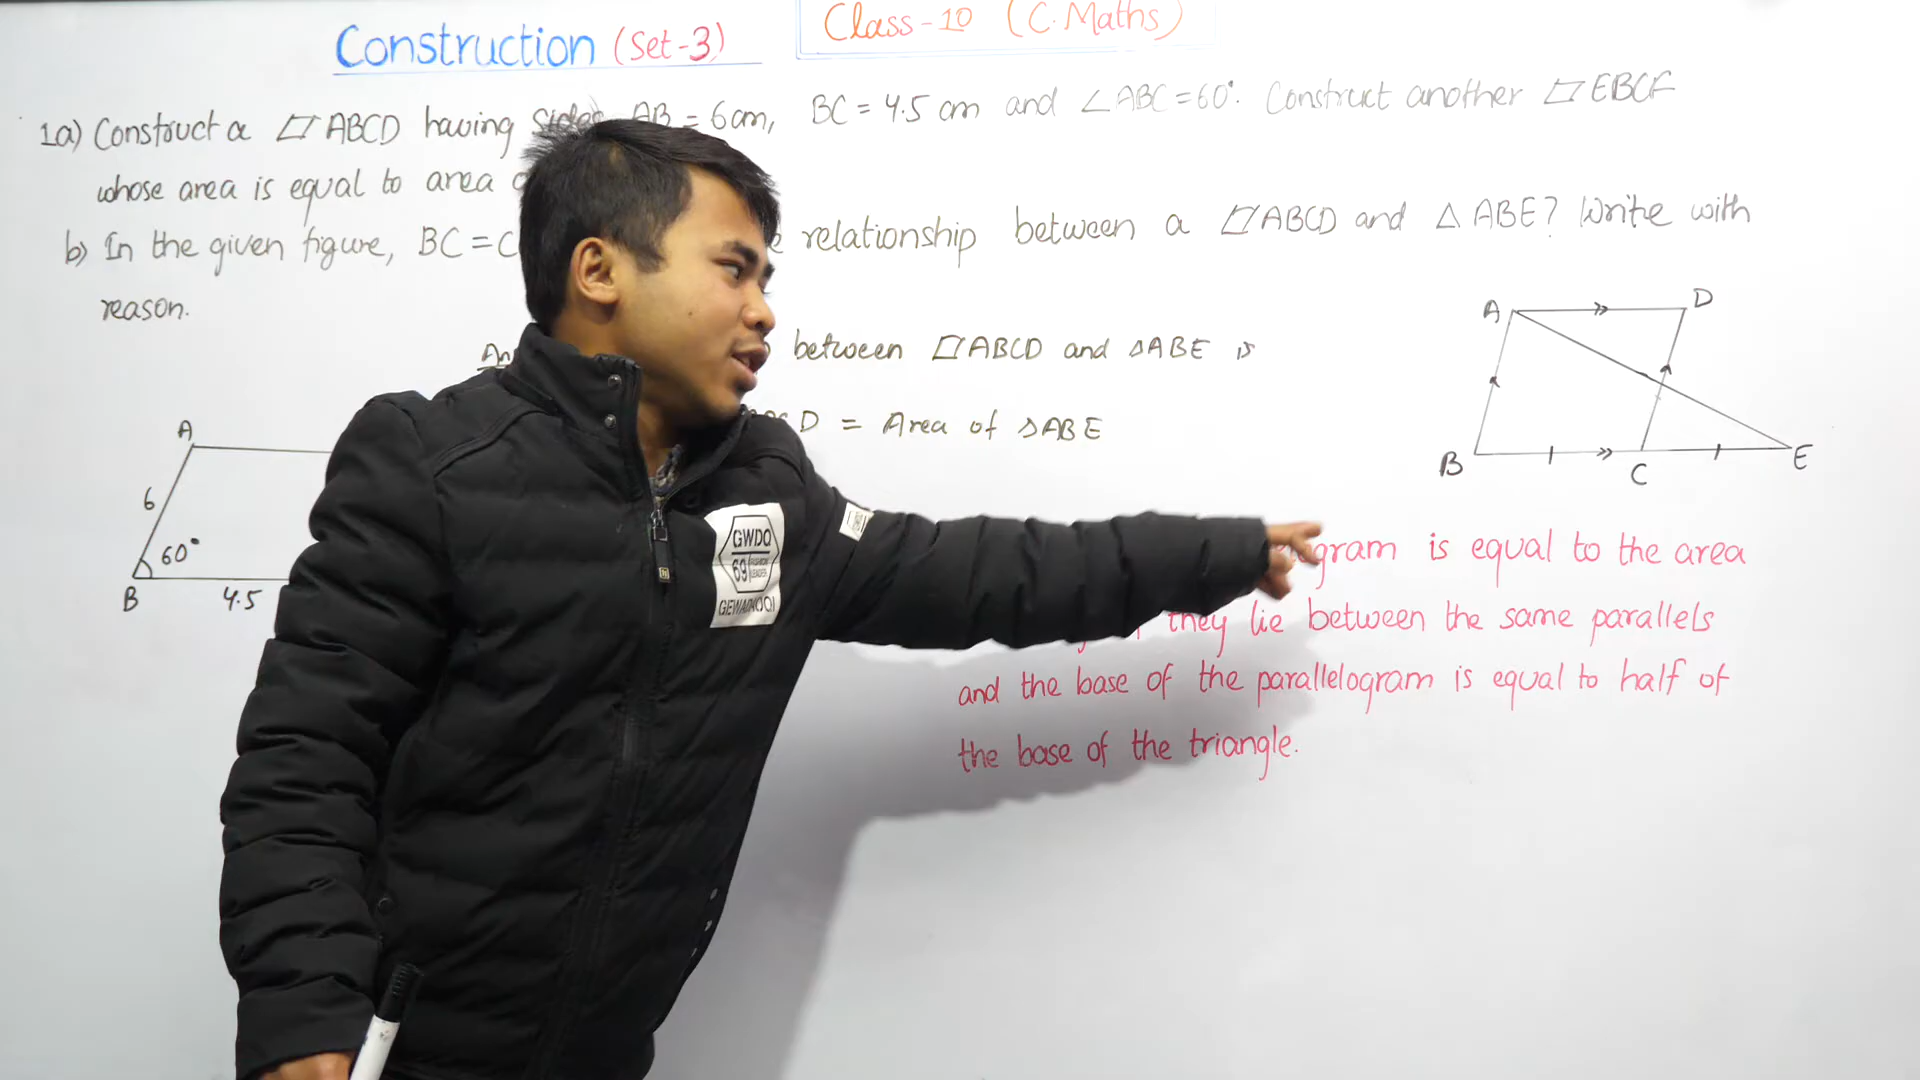 Construction (Set-3)
Class-10 (C.Maths)
1a) Construct a ▱ABCD having sides AB = 6cm, BC = 4.5 cm and ∠ABC = 60°. Construct another ▱EBCF
whose area is equal to area
b) In the given figure, BC = C relationship between a ▱ABCD and △ABE? Write with
reason.
between ▱ABCD and △ABE is
D = Area of △ABE
A
6
60°
B 4.5
A D
B C E
gram is equal to the area
they lie between the same parallels
and the base of the parallelogram is equal to half of
the base of the triangle.
GWDQ
69
GEWADUOQI